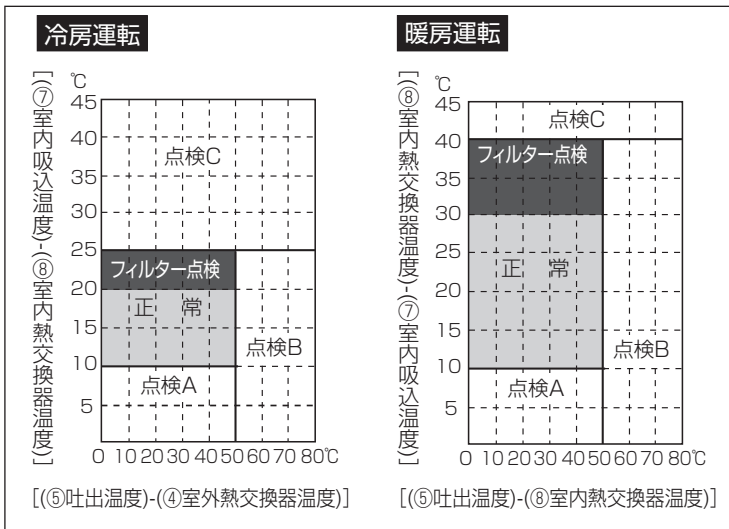 冷房運転
[(⑦室内吸込温度)-(⑧室内熱交換器温度)]
℃
45
40
35
30
25
20
15
10
5
点検C
フィルター点検
正 常
点検B
点検A
0 10 20 30 40 50 60 70 80℃
[(⑤吐出温度)-(④室外熱交換器温度)]
暖房運転
[(⑧室内熱交換器温度)-(⑦室内吸込温度)]
℃
45
40
35
30
25
20
15
10
5
点検C
フィルター点検
正 常
点検B
点検A
0 10 20 30 40 50 60 70 80℃
[(⑤吐出温度)-(⑧室内熱交換器温度)]